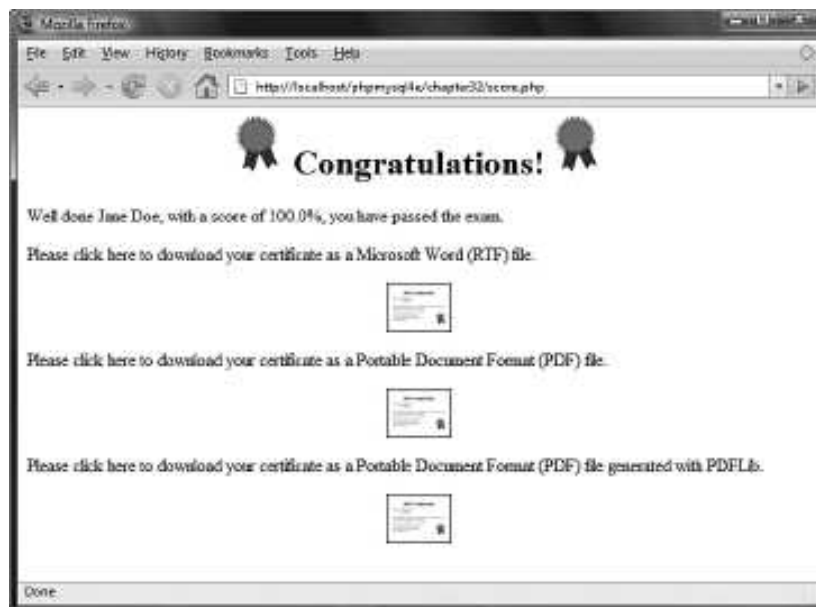 Mozilla Firefox
File Edit View History Bookmarks Tools Help
http://localhost/phpmysql4e/chapter32/score.php
Congratulations!
Well done Jane Doe, with a score of 100.0%, you have passed the exam.
Please click here to download your certificate as a Microsoft Word (RTF) file.
Please click here to download your certificate as a Portable Document Format (PDF) file.
Please click here to download your certificate as a Portable Document Format (PDF) file generated with PDFLib.
Done